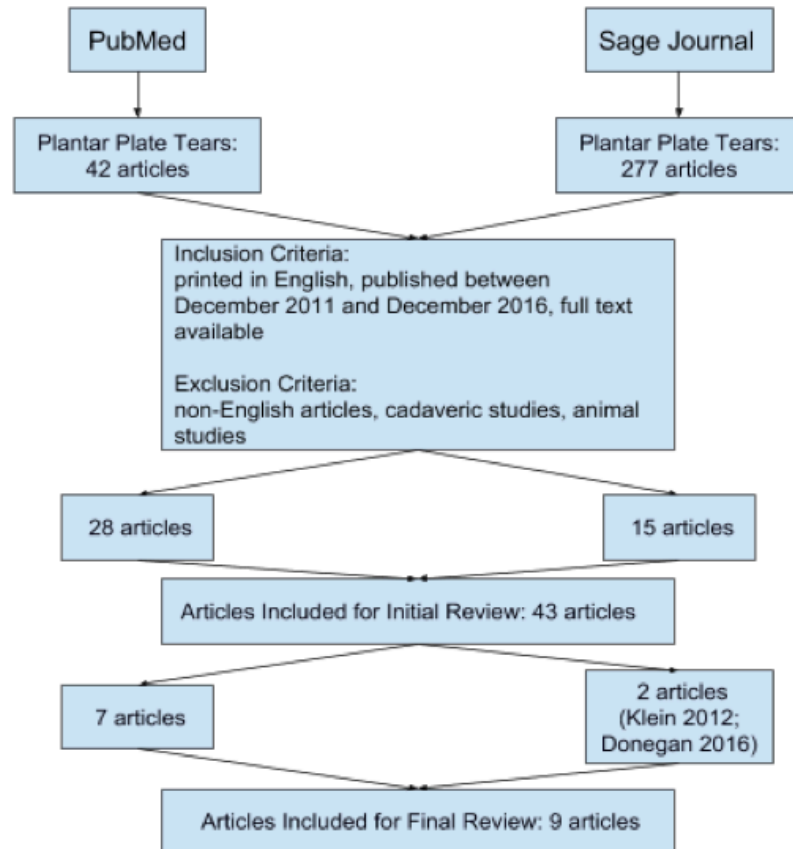 PubMed
Sage Journal
Plantar Plate Tears:
42 articles
Plantar Plate Tears:
277 articles
Inclusion Criteria:
printed in English, published between
December 2011 and December 2016, full text
available
Exclusion Criteria:
non-English articles, cadaveric studies, animal
studies
28 articles
15 articles
Articles Included for Initial Review: 43 articles
7 articles
2 articles
(Klein 2012;
Donegan 2016)
Articles Included for Final Review: 9 articles